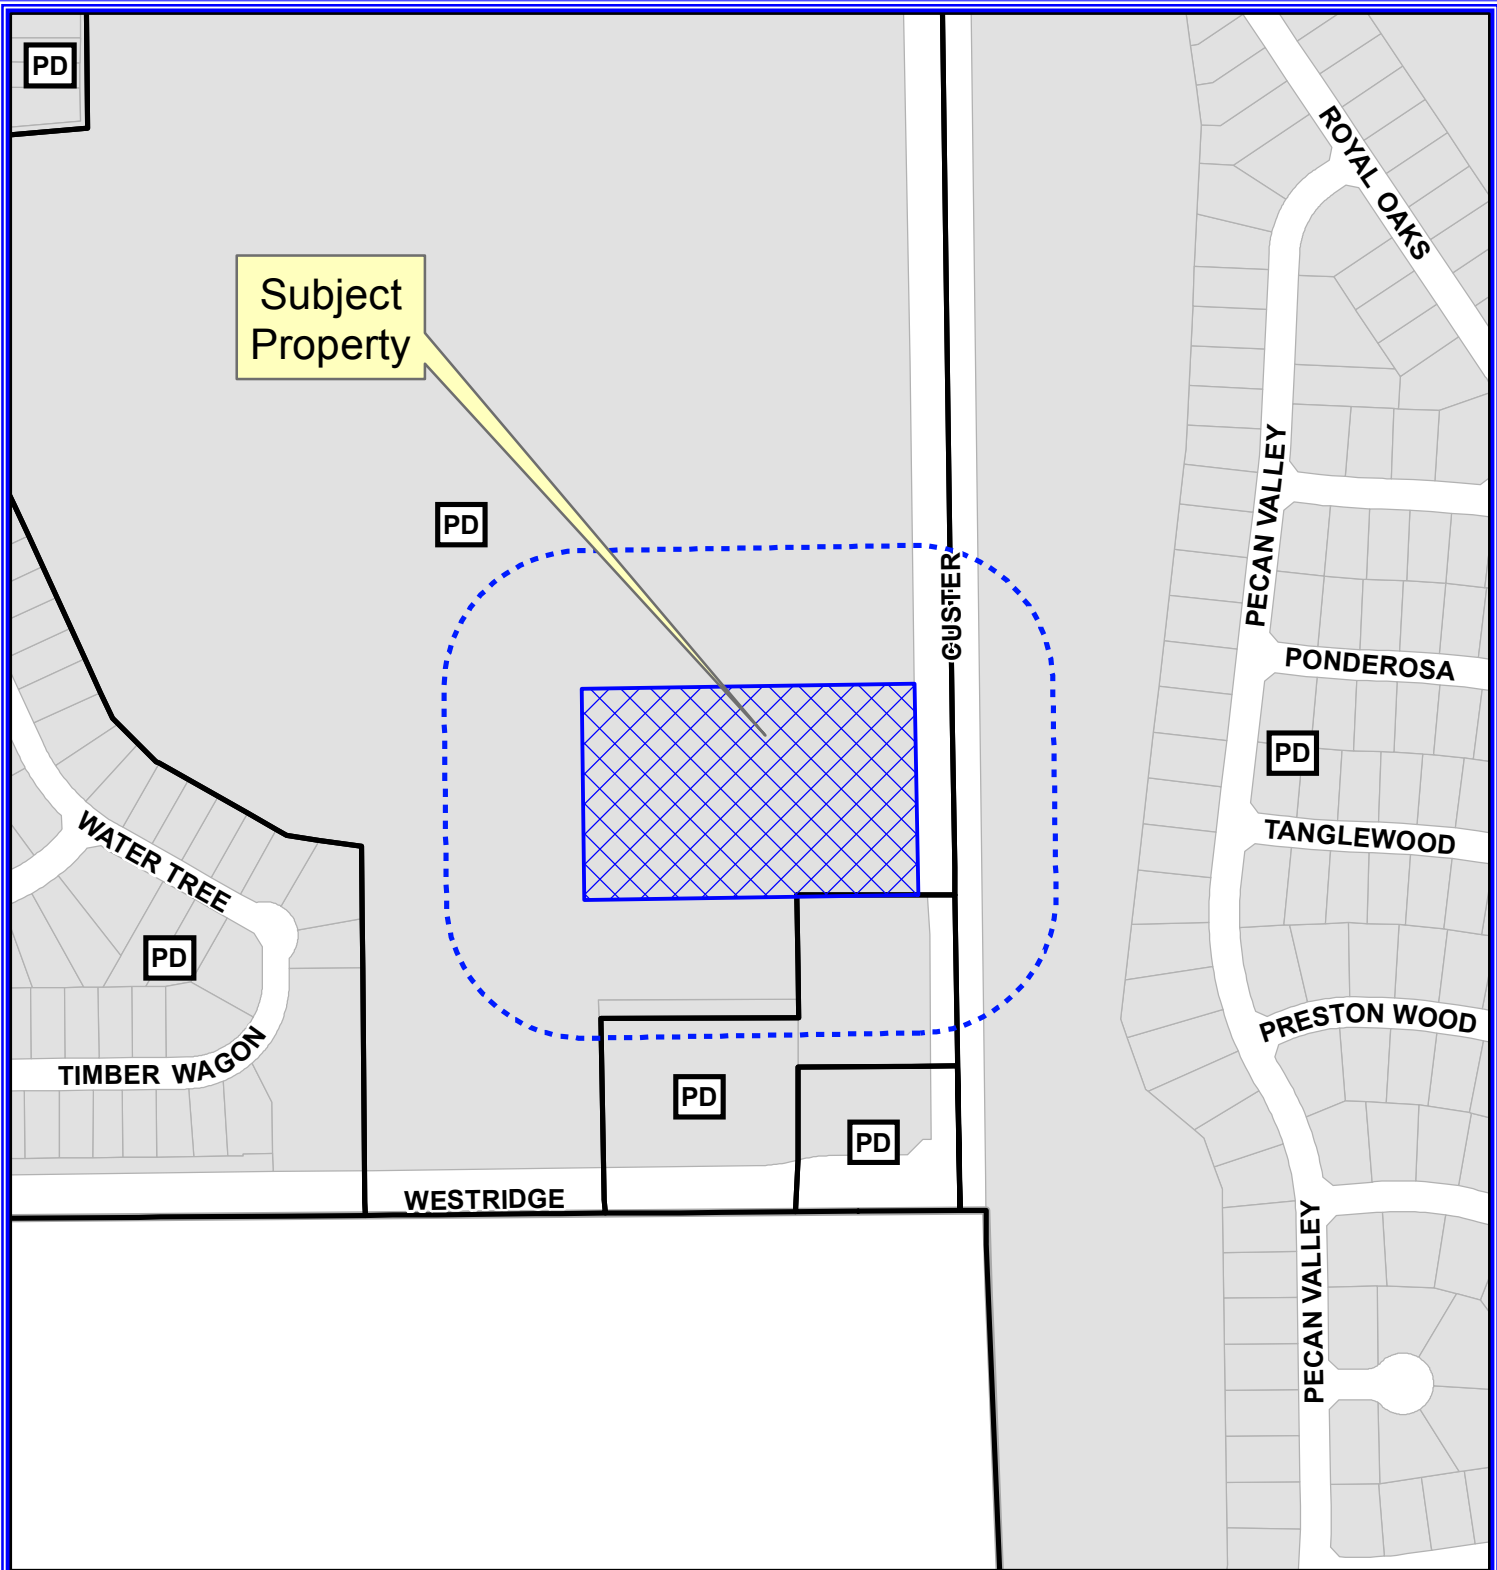 PD
ROYAL OAKS
Subject
Property
PECAN VALLEY
PD
CUSTER
PONDEROSA
PD
TANGLEWOOD
WATER TREE
PD
PRESTON WOOD
TIMBER WAGON
PD
PD
WESTRIDGE
PECAN VALLEY